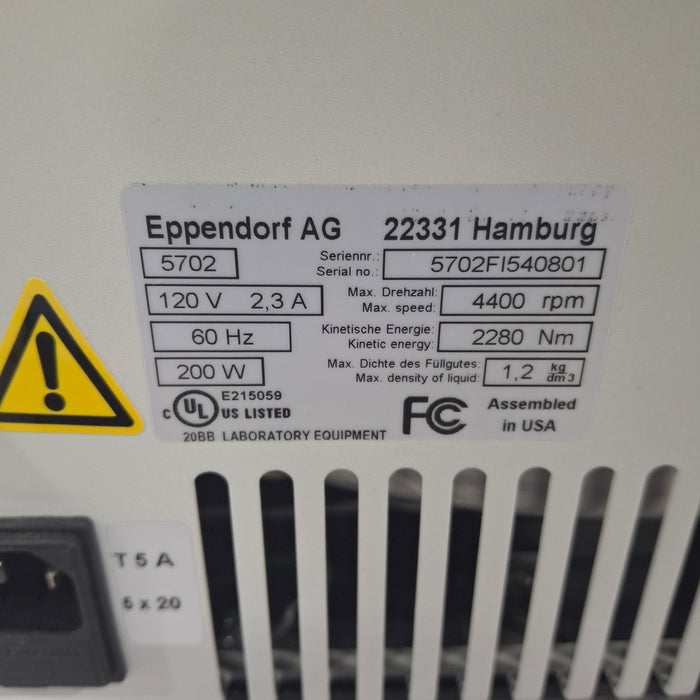 Eppendorf AG 22331 Hamburg
5702 Seriennr.: Serial no.: 5702FI540801
120 V 2,3 A Max. Drehzahl: Max. speed: 4400 rpm
60 Hz Kinetische Energie: Kinetic energy: 2280 Nm
200 W Max. Dichte des Füllgutes: Max. density of liquid: 1,2 kg dm3
c UL US LISTED E215059
20BB LABORATORY EQUIPMENT
FC
Assembled
in USA
T 5 A
5 x 20